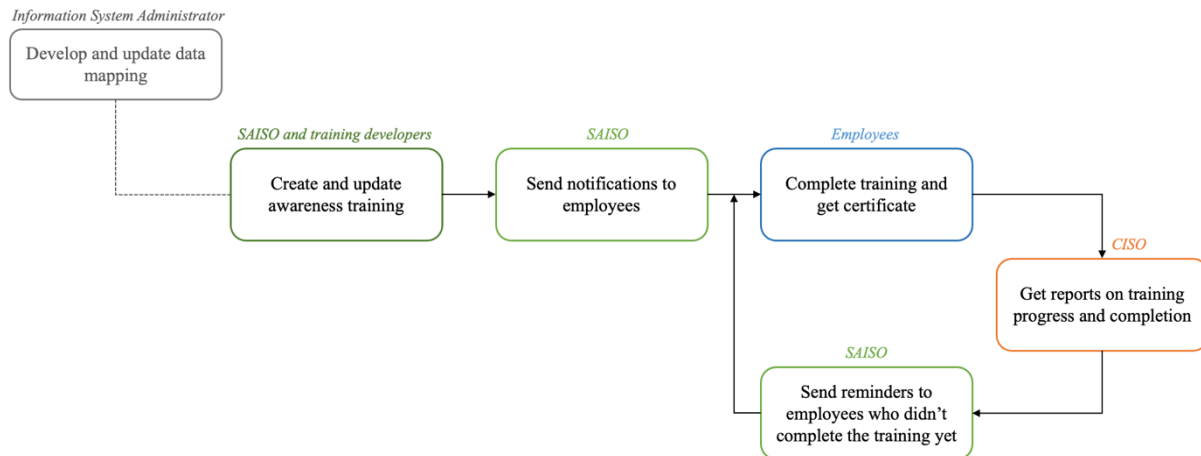 Information System Administrator
Develop and update data
mapping
SAISO and training developers
Create and update
awareness training
SAISO
Send notifications to
employees
Employees
Complete training and
get certificate
CISO
Get reports on training
progress and completion
SAISO
Send reminders to
employees who didn’t
complete the training yet